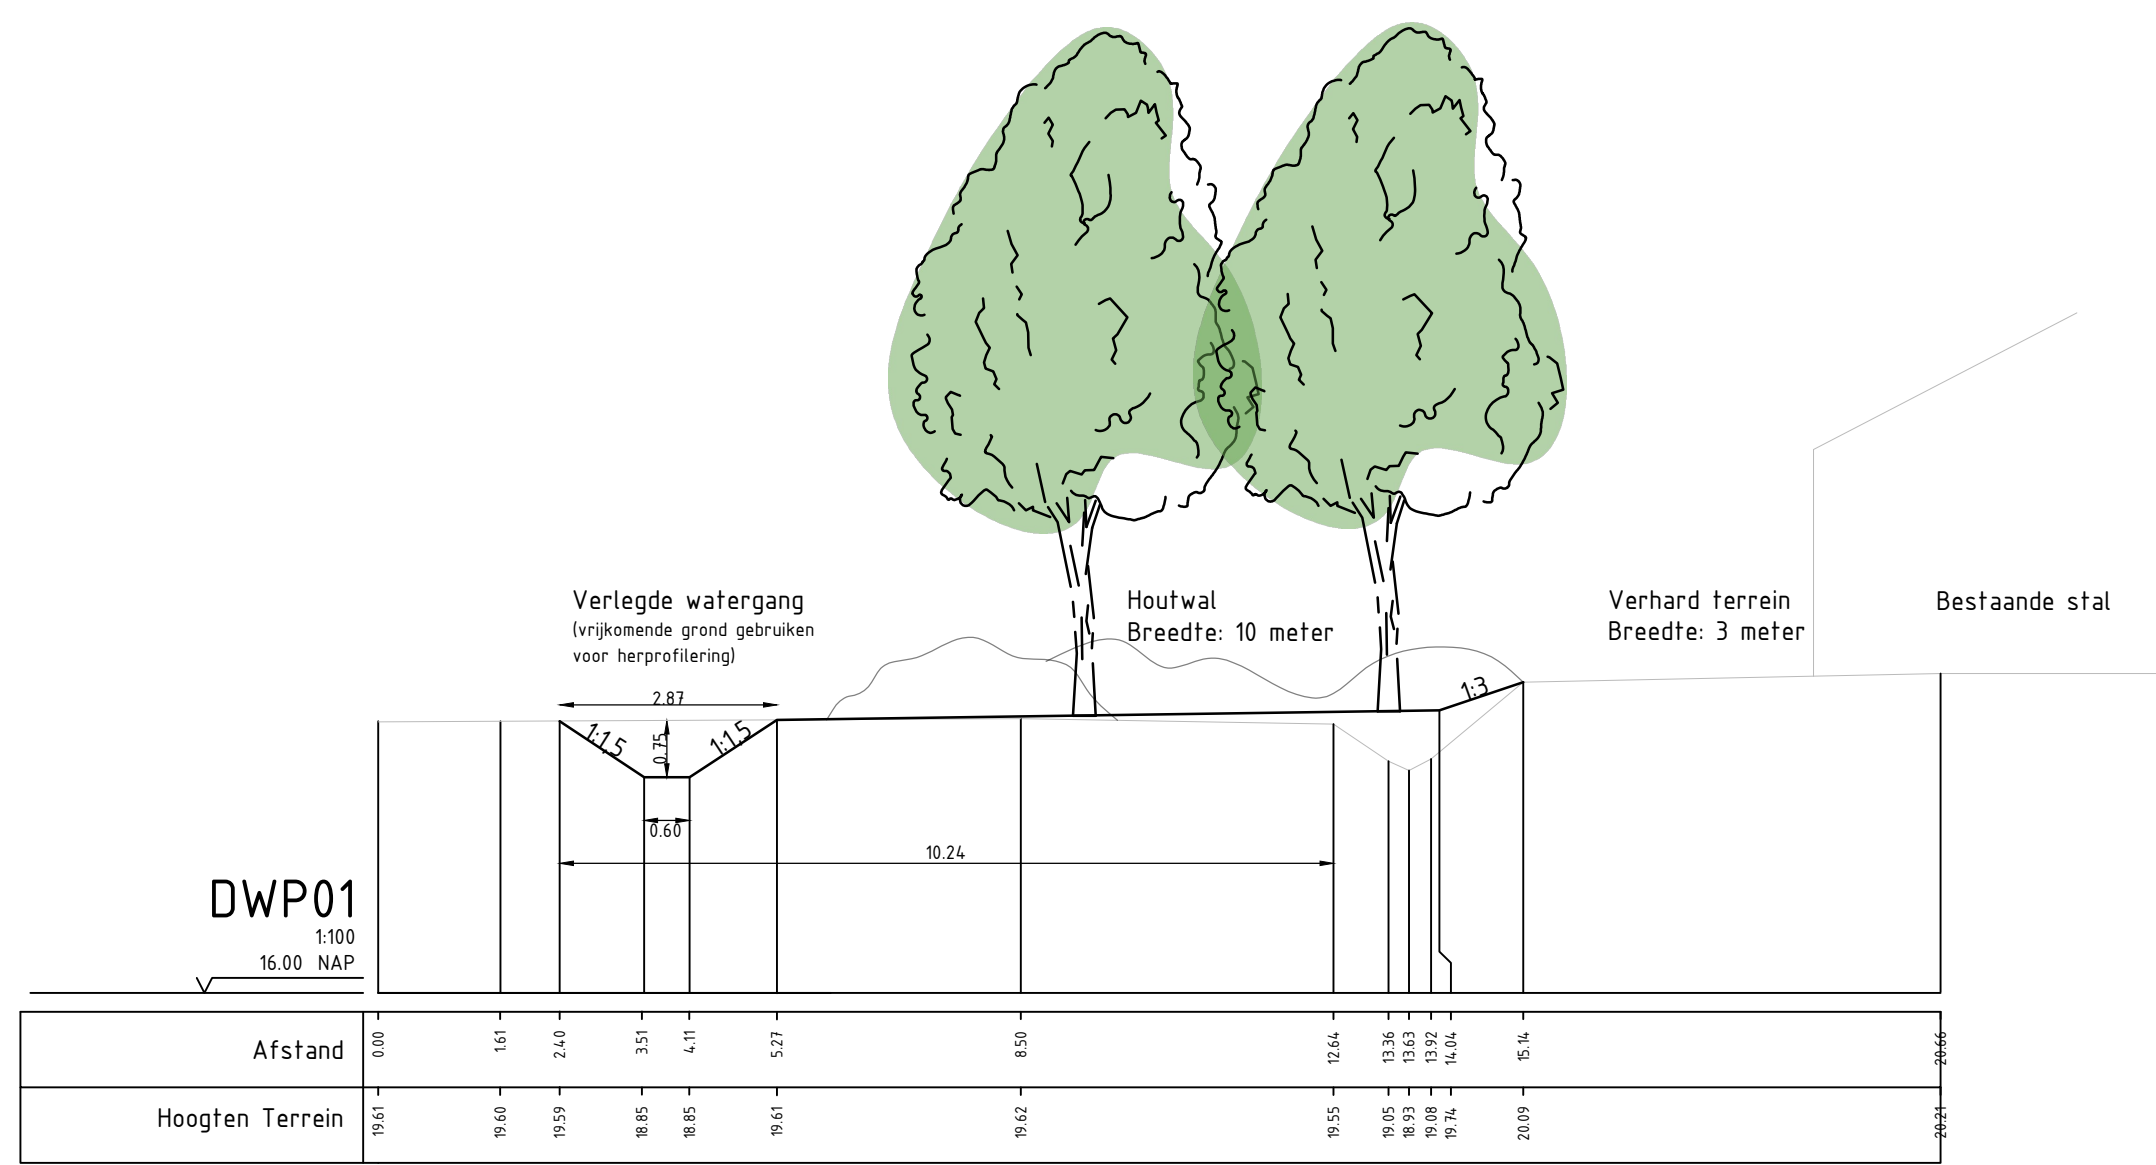 Verlegde watergang
(vrijkomende grond gebruiken
voor herprofilering)
Houtwal
Breedte: 10 meter
Verhard terrein
Breedte: 3 meter
Bestaande stal
2.87
1:1,5
0.75
1:1,5
1:3
0.60
10.24
DWP01
1:100
16.00 NAP
Afstand 0.00 1.61 2.40 3.51 4.11 5.27 8.50 12.64 13.36 13.63 13.92 14.04 15.14 20.66
Hoogten Terrein 19.61 19.60 19.59 18.85 18.85 19.61 19.62 19.55 19.05 18.93 19.08 19.74 20.09 20.21